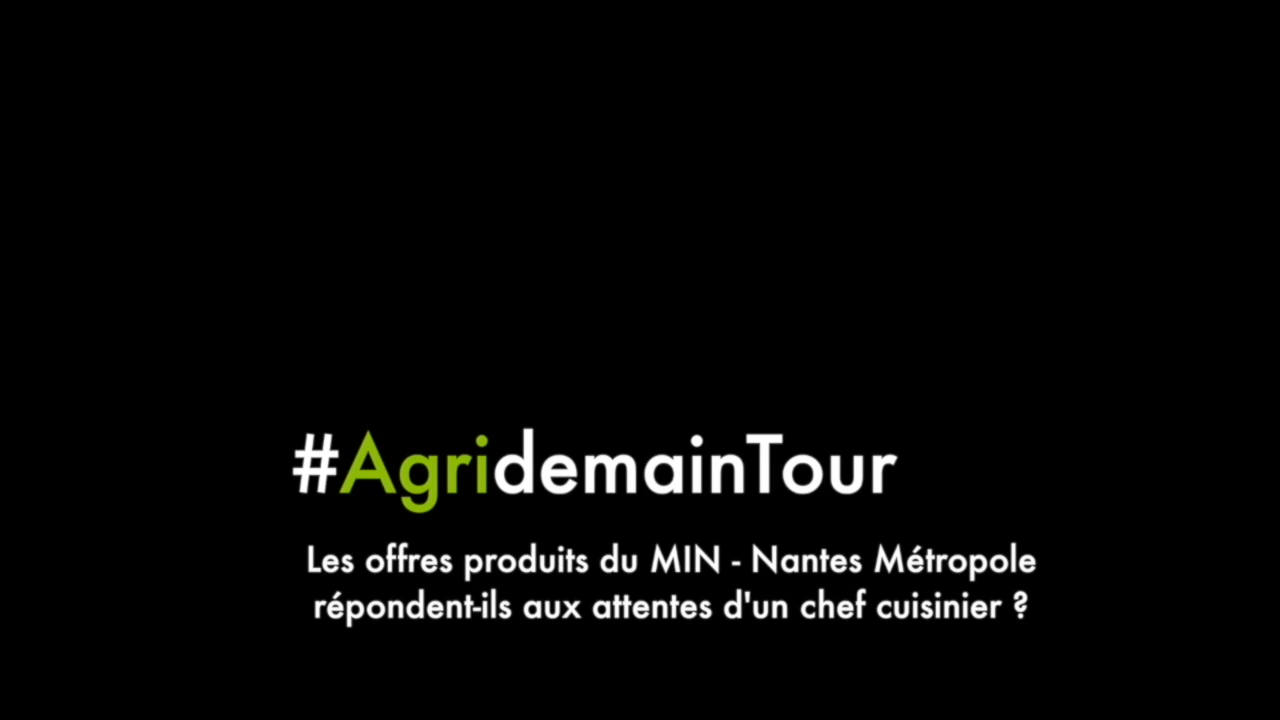 #AgridemainTour
Les offres produits du MIN - Nantes Métropole
répondent-ils aux attentes d'un chef cuisinier ?